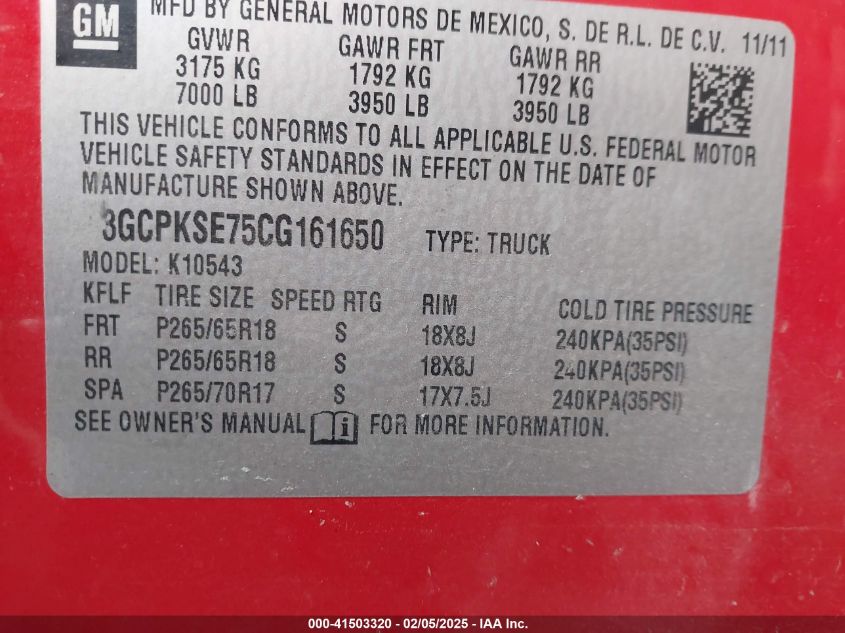 GM
MFD BY GENERAL MOTORS DE MEXICO, S. DE R.L. DE C.V. 11/11
GVWR GAWR FRT GAWR RR
3175 KG 1792 KG 1792 KG
7000 LB 3950 LB 3950 LB
THIS VEHICLE CONFORMS TO ALL APPLICABLE U.S. FEDERAL MOTOR
VEHICLE SAFETY STANDARDS IN EFFECT ON THE DATE OF
MANUFACTURE SHOWN ABOVE.
3GCPKSE75CG161650 TYPE: TRUCK
MODEL: K10543
KFLF TIRE SIZE SPEED RTG RIM COLD TIRE PRESSURE
FRT P265/65R18 S 18X8J 240KPA(35PSI)
RR P265/65R18 S 18X8J 240KPA(35PSI)
SPA P265/70R17 S 17X7.5J 240KPA(35PSI)
SEE OWNER'S MANUAL i FOR MORE INFORMATION.
000-41503320 - 02/05/2025 - IAA Inc.